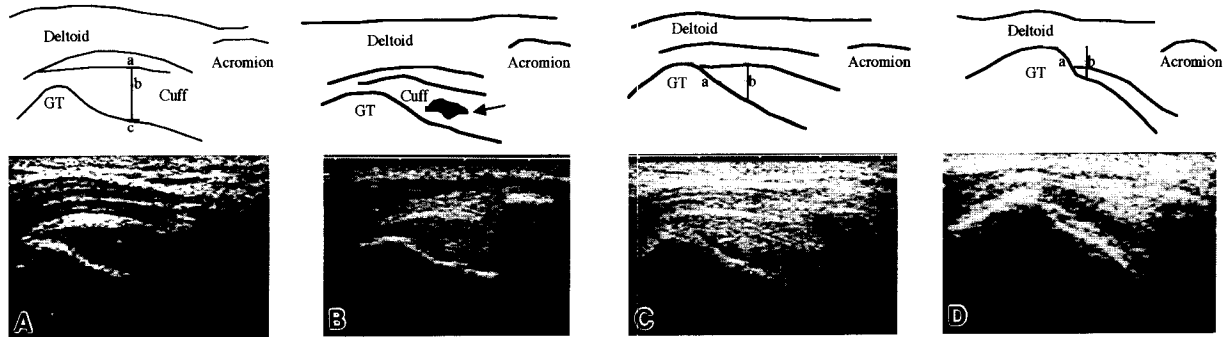 Deltoid
a
Acromion
b
GT
Cuff
c
A
Deltoid
Acromion
Cuff
GT
B
Deltoid
Acromion
GT
a
b
C
Deltoid
Acromion
GT
a
b
D